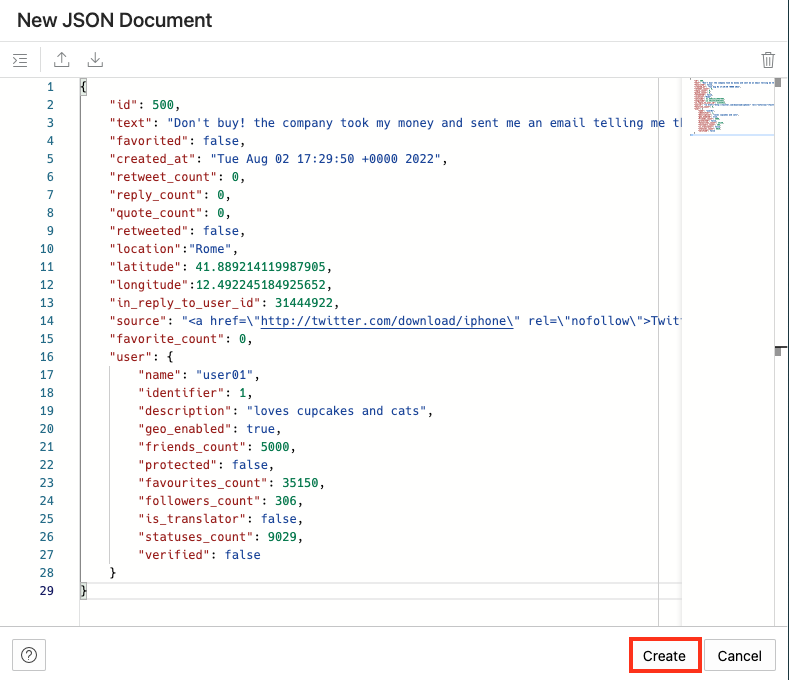 New JSON Document
1 {
2 "id": 500,
3 "text": "Don't buy! the company took my money and sent me an email telling me th
4 "favorited": false,
5 "created_at": "Tue Aug 02 17:29:50 +0000 2022",
6 "retweet_count": 0,
7 "reply_count": 0,
8 "quote_count": 0,
9 "retweeted": false,
10 "location":"Rome",
11 "latitude": 41.889214119987905,
12 "longitude":12.492245184925652,
13 "in_reply_to_user_id": 31444922,
14 "source": "<a href=\"http://twitter.com/download/iphone\" rel=\"nofollow\">Twitt
15 "favorite_count": 0,
16 "user": {
17 "name": "user01",
18 "identifier": 1,
19 "description": "loves cupcakes and cats",
20 "geo_enabled": true,
21 "friends_count": 5000,
22 "protected": false,
23 "favourites_count": 35150,
24 "followers_count": 306,
25 "is_translator": false,
26 "statuses_count": 9029,
27 "verified": false
28 }
29 }
Create Cancel